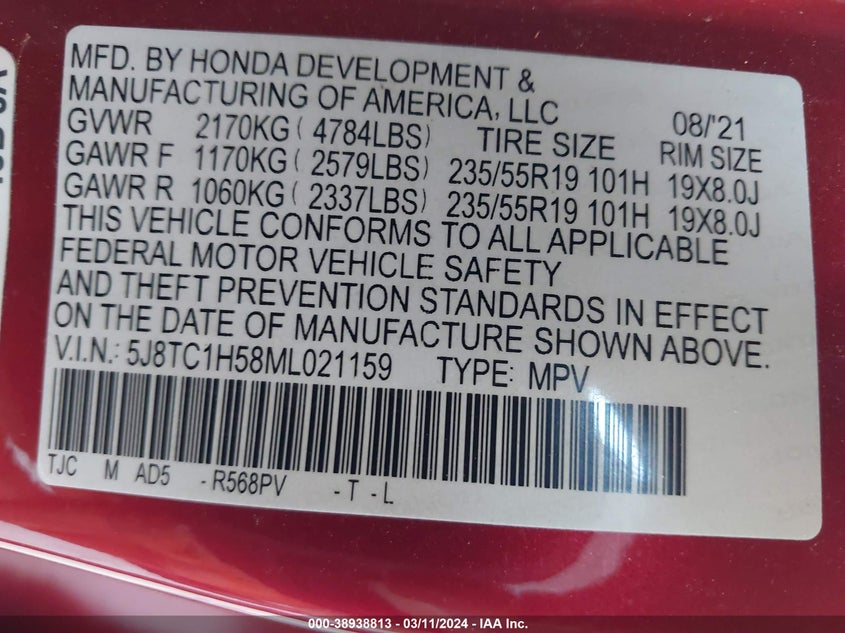 MFD. BY HONDA DEVELOPMENT &
MANUFACTURING OF AMERICA, LLC 08/'21
GVWR 2170KG ( 4784LBS) TIRE SIZE RIM SIZE
GAWR F 1170KG ( 2579LBS) 235/55R19 101H 19X8.0J
GAWR R 1060KG ( 2337LBS) 235/55R19 101H 19X8.0J
THIS VEHICLE CONFORMS TO ALL APPLICABLE
FEDERAL MOTOR VEHICLE SAFETY
AND THEFT PREVENTION STANDARDS IN EFFECT
ON THE DATE OF MANUFACTURE SHOWN ABOVE.
V.I.N.: 5J8TC1H58ML021159 TYPE: MPV
TJC M AD5 -R568PV -T -L
000-38938813 - 03/11/2024 - IAA Inc.